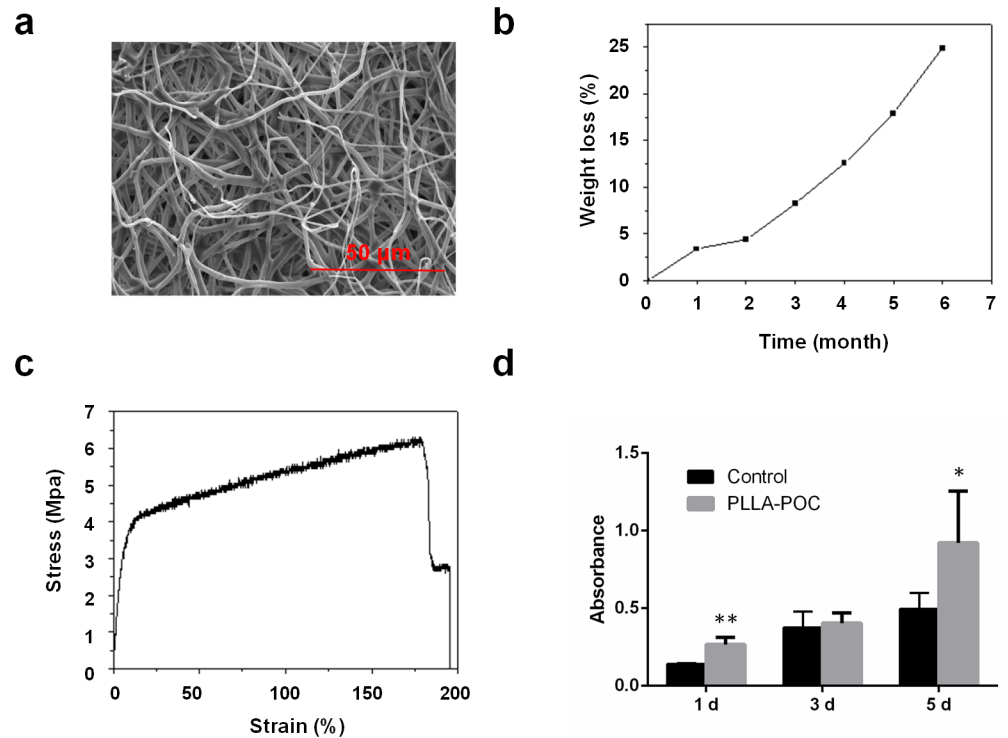 a
50 μm
b
Weight loss (%)
25
20
15
10
5
0
0 1 2 3 4 5 6 7
Time (month)
c
Stress (Mpa)
7
6
5
4
3
2
1
0
0 50 100 150 200
Strain (%)
d
Absorbance
1.5
1.0
0.5
0.0
Control
PLLA-POC
**
*
1 d 3 d 5 d